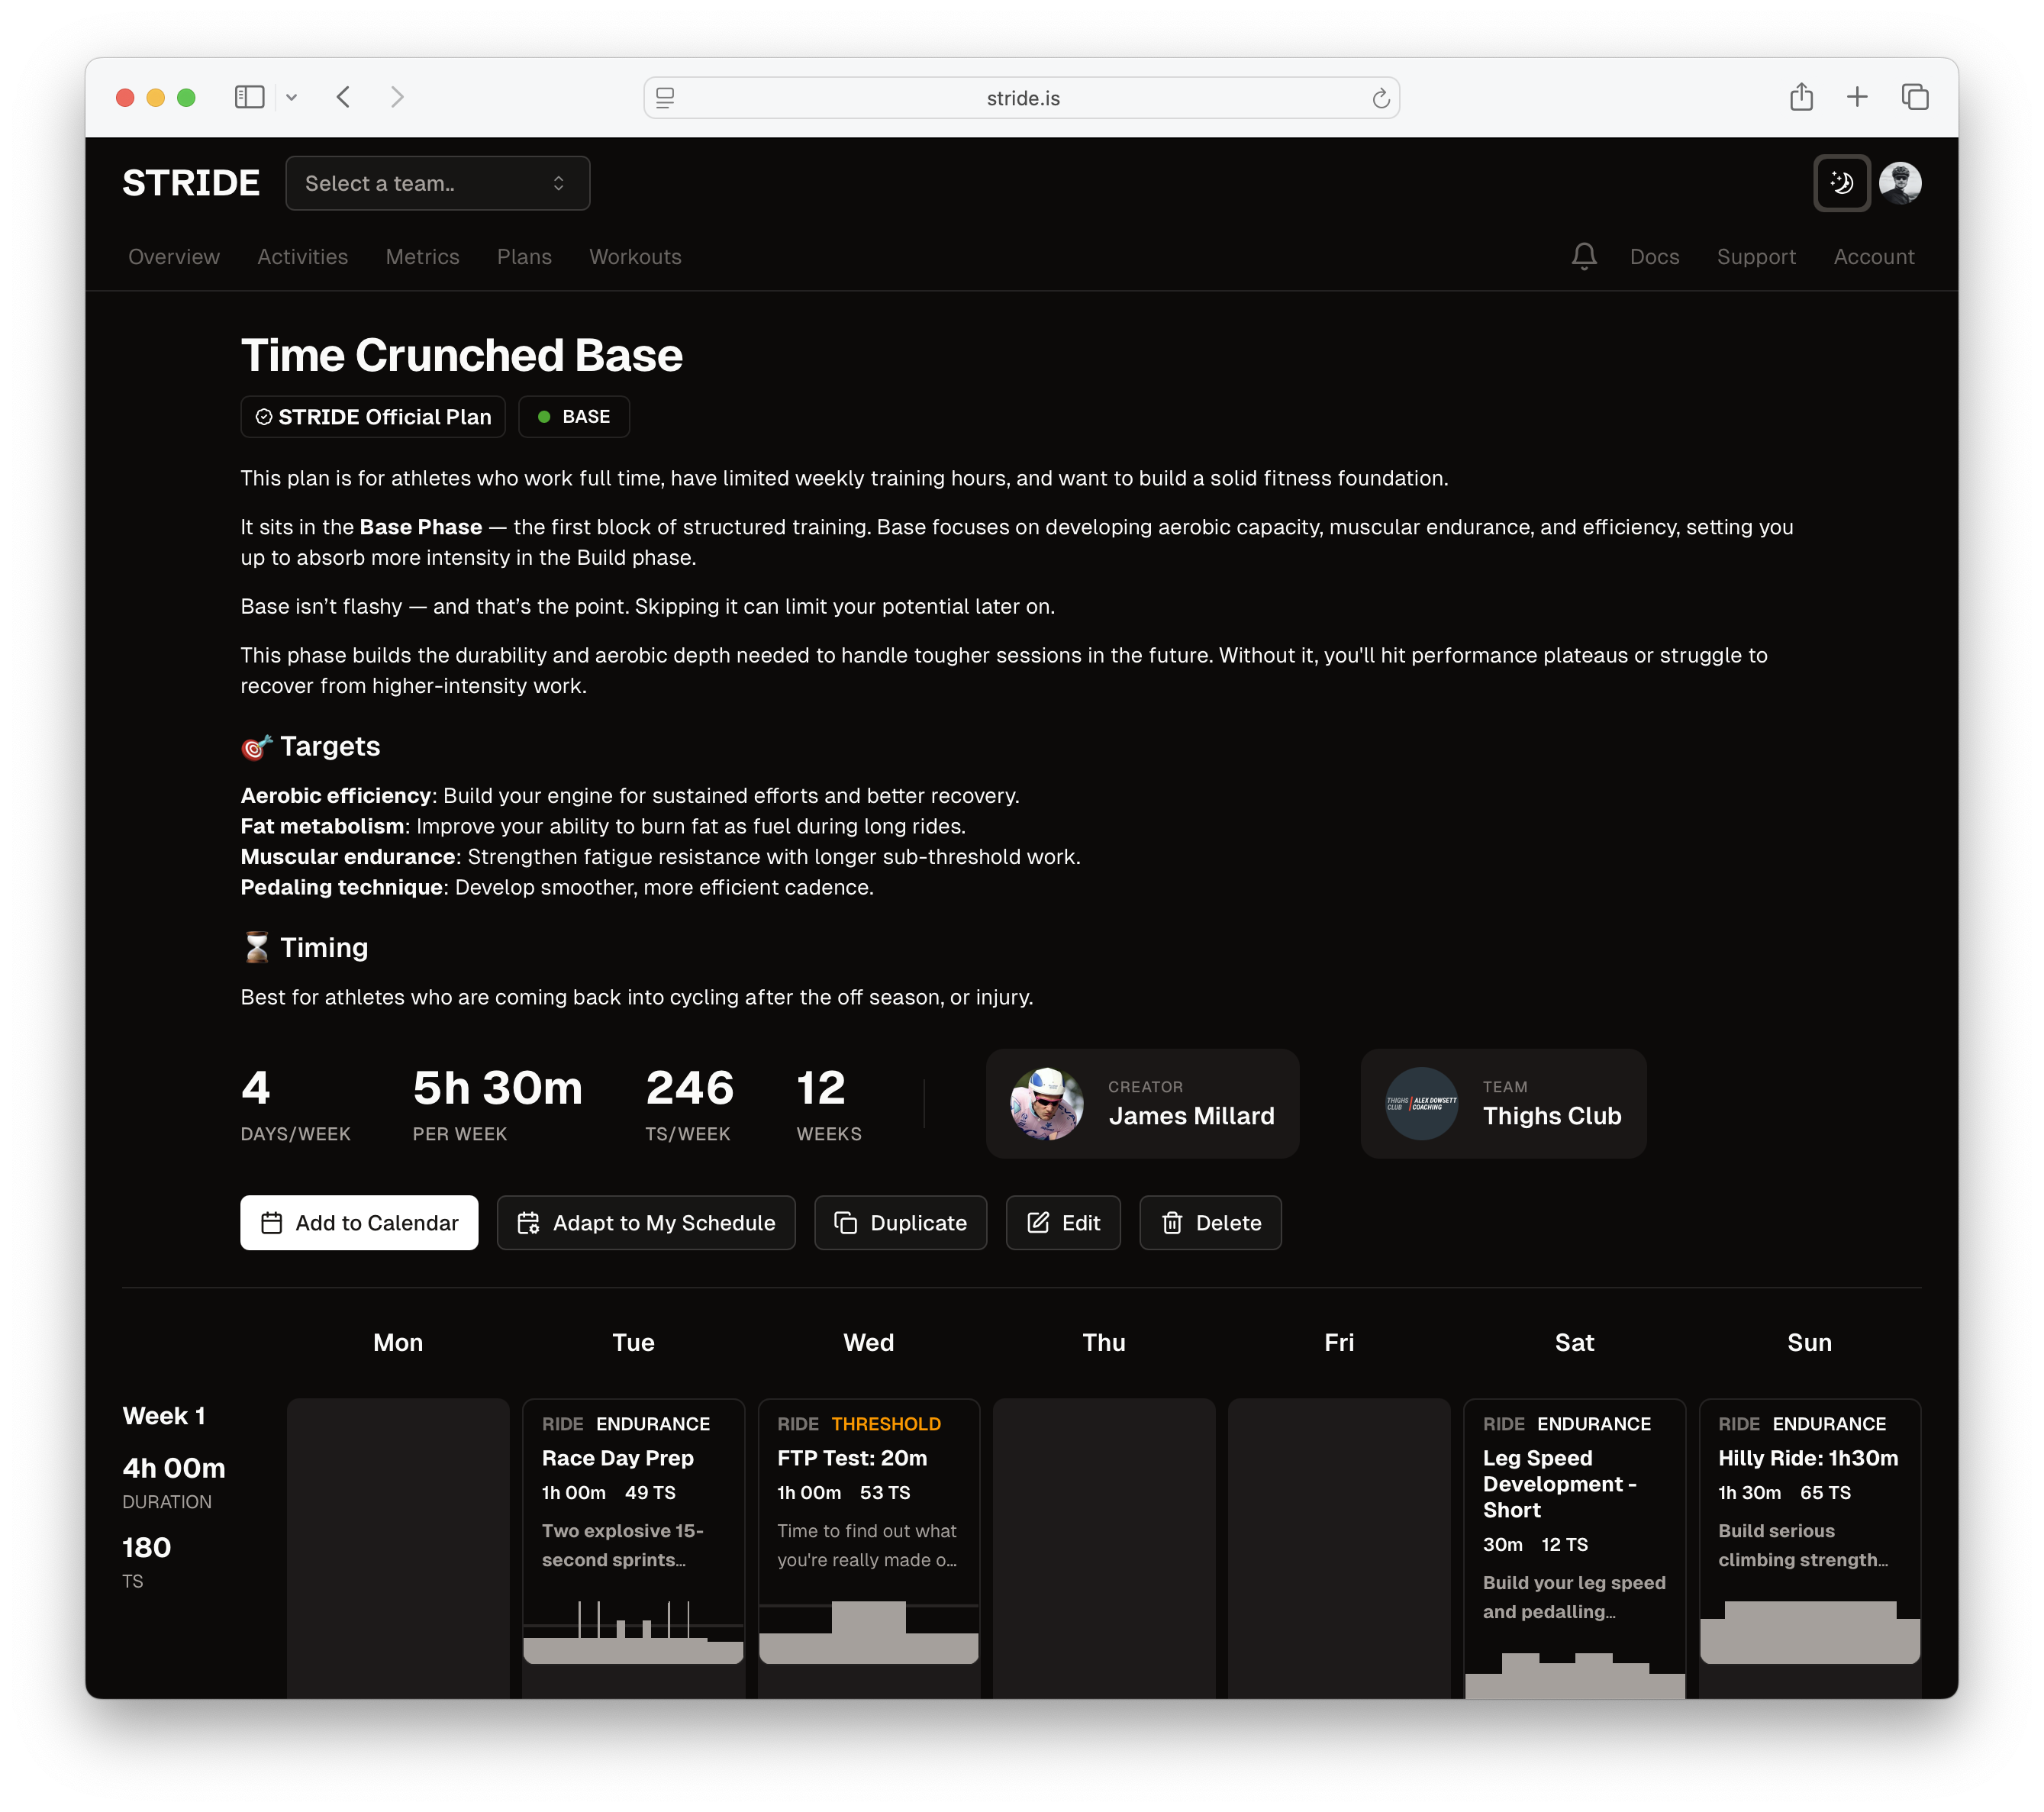 stride.is
STRIDE
Select a team..
Overview Activities Metrics Plans Workouts
Docs Support Account
Time Crunched Base
STRIDE Official Plan
BASE
This plan is for athletes who work full time, have limited weekly training hours, and want to build a solid fitness foundation.
It sits in the Base Phase — the first block of structured training. Base focuses on developing aerobic capacity, muscular endurance, and efficiency, setting you
up to absorb more intensity in the Build phase.
Base isn’t flashy — and that’s the point. Skipping it can limit your potential later on.
This phase builds the durability and aerobic depth needed to handle tougher sessions in the future. Without it, you'll hit performance plateaus or struggle to
recover from higher-intensity work.
🎯 Targets
Aerobic efficiency: Build your engine for sustained efforts and better recovery.
Fat metabolism: Improve your ability to burn fat as fuel during long rides.
Muscular endurance: Strengthen fatigue resistance with longer sub-threshold work.
Pedaling technique: Develop smoother, more efficient cadence.
⏳ Timing
Best for athletes who are coming back into cycling after the off season, or injury.
4
DAYS/WEEK
5h 30m
PER WEEK
246
TS/WEEK
12
WEEKS
CREATOR
James Millard
THIGHS CLUB | ALEX DOWSETT COACHING
TEAM
Thighs Club
Add to Calendar
Adapt to My Schedule
Duplicate
Edit
Delete
Mon Tue Wed Thu Fri Sat Sun
Week 1
4h 00m
DURATION
180
TS
RIDE ENDURANCE
Race Day Prep
1h 00m 49 TS
Two explosive 15-
second sprints...
RIDE THRESHOLD
FTP Test: 20m
1h 00m 53 TS
Time to find out what
you're really made o...
RIDE ENDURANCE
Leg Speed
Development -
Short
30m 12 TS
Build your leg speed
and pedalling...
RIDE ENDURANCE
Hilly Ride: 1h30m
1h 30m 65 TS
Build serious
climbing strength...